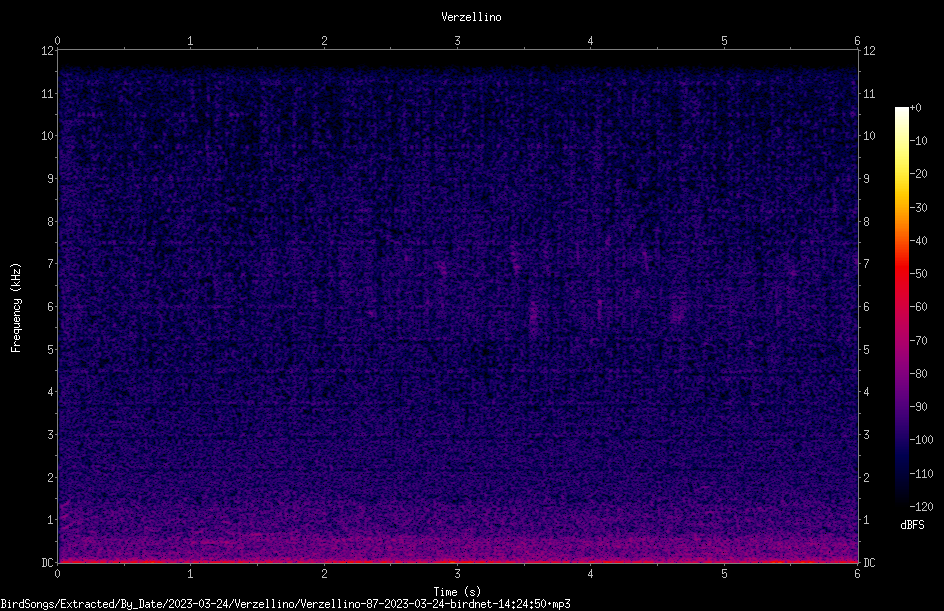 Verzellino
0 1 2 3 4 5 6
12 12
11 11 +0
10 10 -10
9 9 -20
8 8 -30
7 7 -40
6 6 -50
5 5 -60
4 4 -70
3 3 -80
2 2 -90
1 1 -100
DC DC -110
-120
dBFS
Frequency (kHz)
0 1 2 3 4 5 6
Time (s)
BirdSongs/Extracted/By_Date/2023-03-24/Verzellino/Verzellino-87-2023-03-24-birdnet-14:24:50.mp3